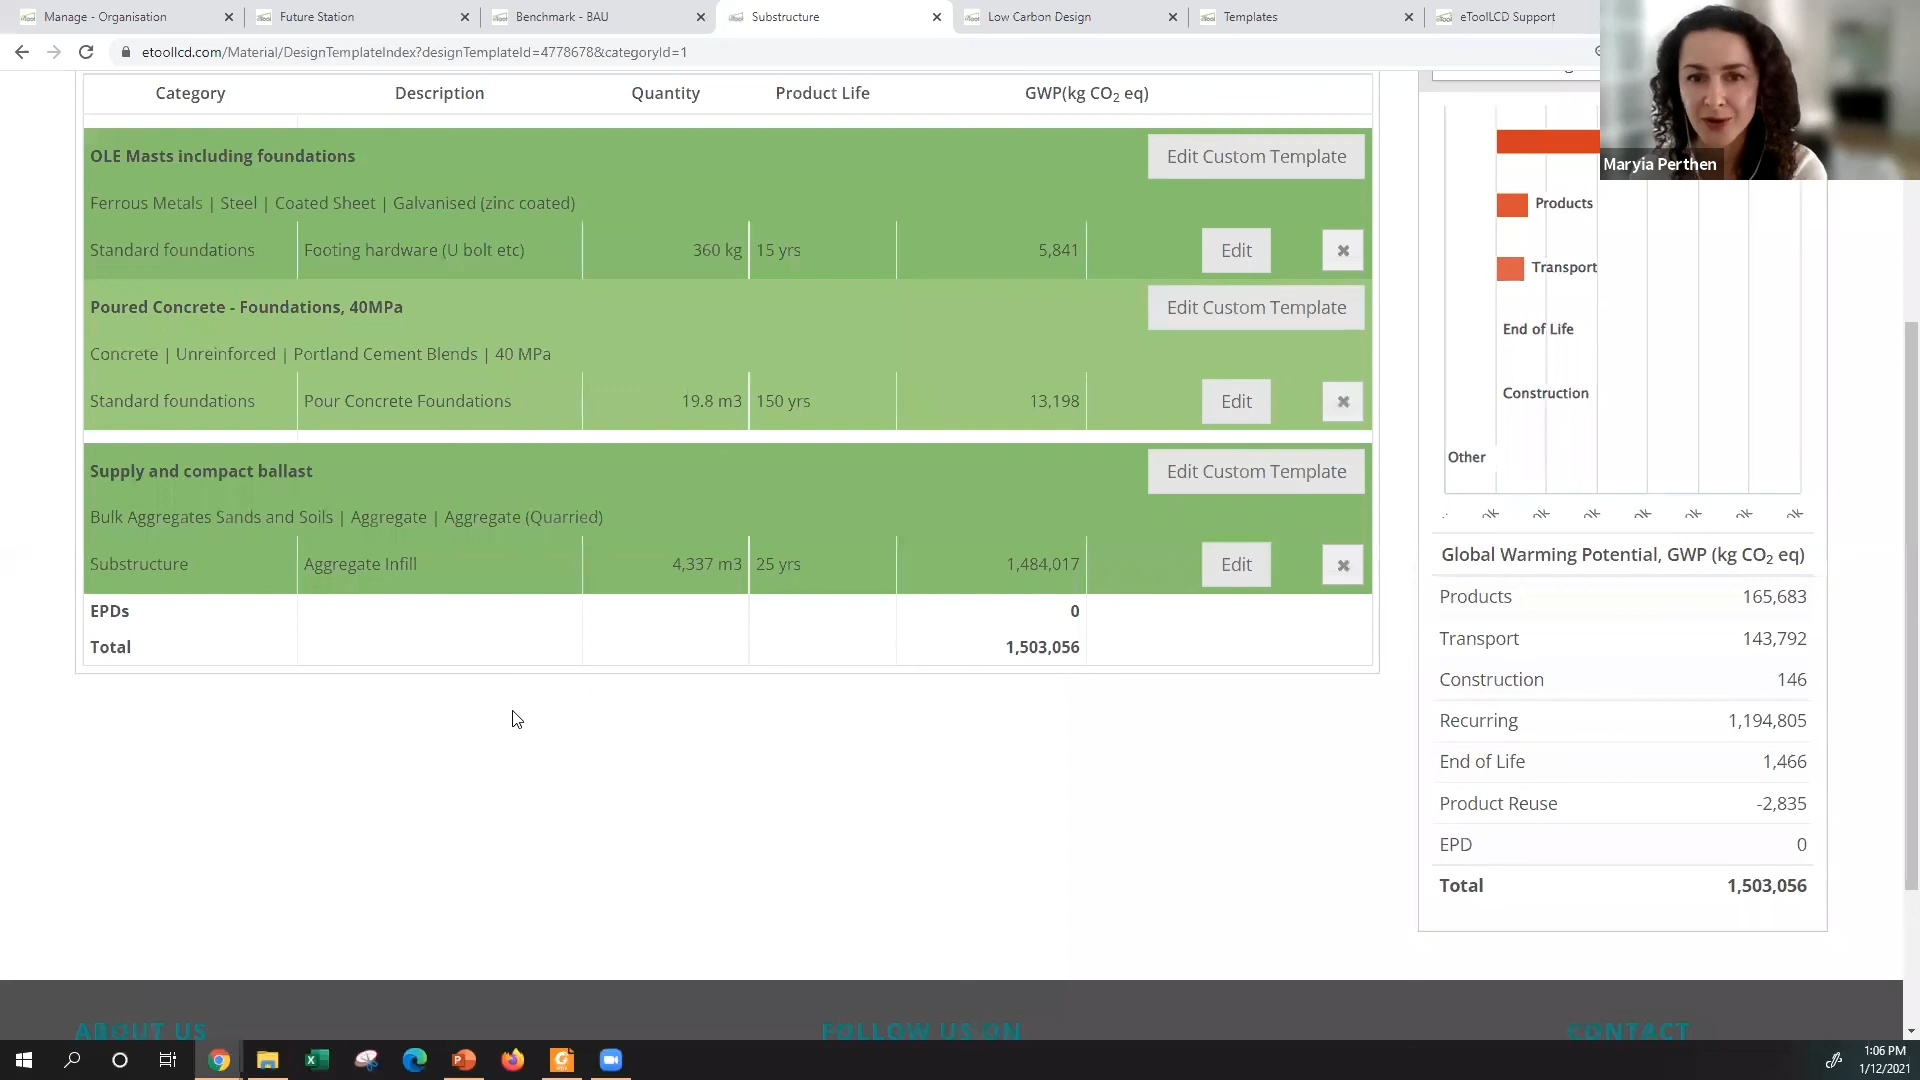 Manage - Organisation
Future Station
Benchmark - BAU
Substructure
Low Carbon Design
Templates
eToolLCD Support
etoollcd.com/Material/DesignTemplateIndex?designTemplateId=4778678&categoryId=1
Category Description Quantity Product Life GWP(kg CO2 eq)
OLE Masts including foundations Edit Custom Template
Ferrous Metals | Steel | Coated Sheet | Galvanised (zinc coated)
Standard foundations Footing hardware (U bolt etc) 360 kg 15 yrs 5,841 Edit
Poured Concrete - Foundations, 40MPa Edit Custom Template
Concrete | Unreinforced | Portland Cement Blends | 40 MPa
Standard foundations Pour Concrete Foundations 19.8 m3 150 yrs 13,198 Edit
Supply and compact ballast Edit Custom Template
Bulk Aggregates Sands and Soils | Aggregate | Aggregate (Quarried)
Substructure Aggregate Infill 4,337 m3 25 yrs 1,484,017 Edit
EPDs 0
Total 1,503,056
Maryia Perthen
Products
Transport
End of Life
Construction
Other
Global Warming Potential, GWP (kg CO2 eq)
Products 165,683
Transport 143,792
Construction 146
Recurring 1,194,805
End of Life 1,466
Product Reuse -2,835
EPD 0
Total 1,503,056
ABOUT US FOLLOW US ON CONTACT
1:06 PM
1/12/2021